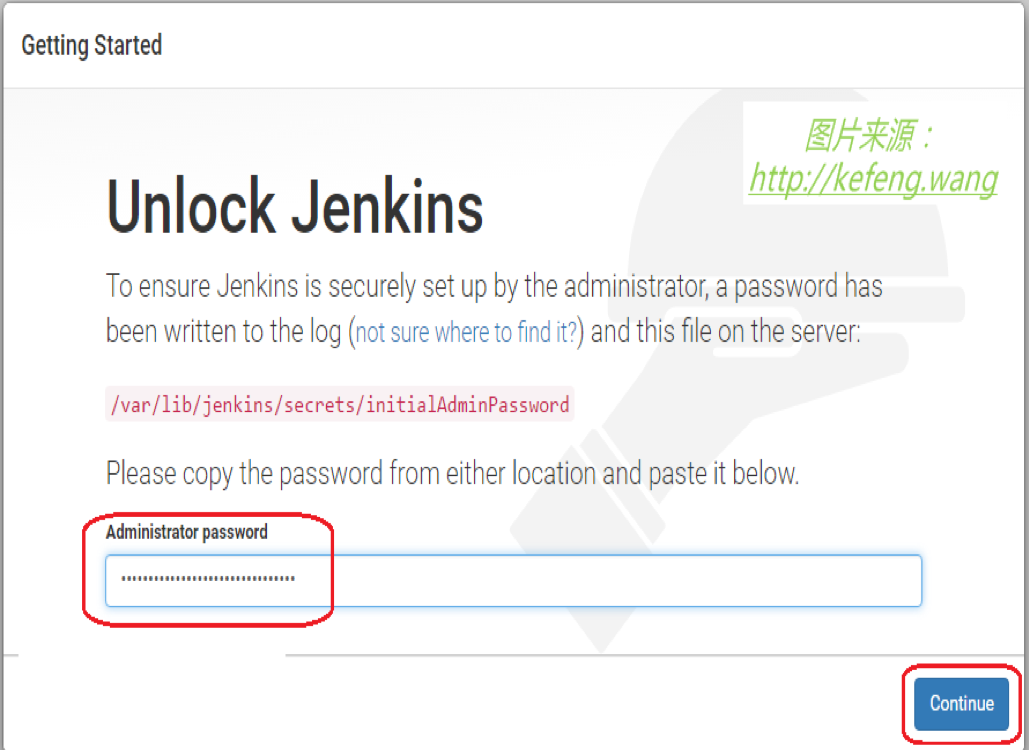 Getting Started
图片来源：
http://kefeng.wang
Unlock Jenkins
To ensure Jenkins is securely set up by the administrator, a password has
been written to the log (not sure where to find it?) and this file on the server:
/var/lib/jenkins/secrets/initialAdminPassword
Please copy the password from either location and paste it below.
Administrator password
Continue